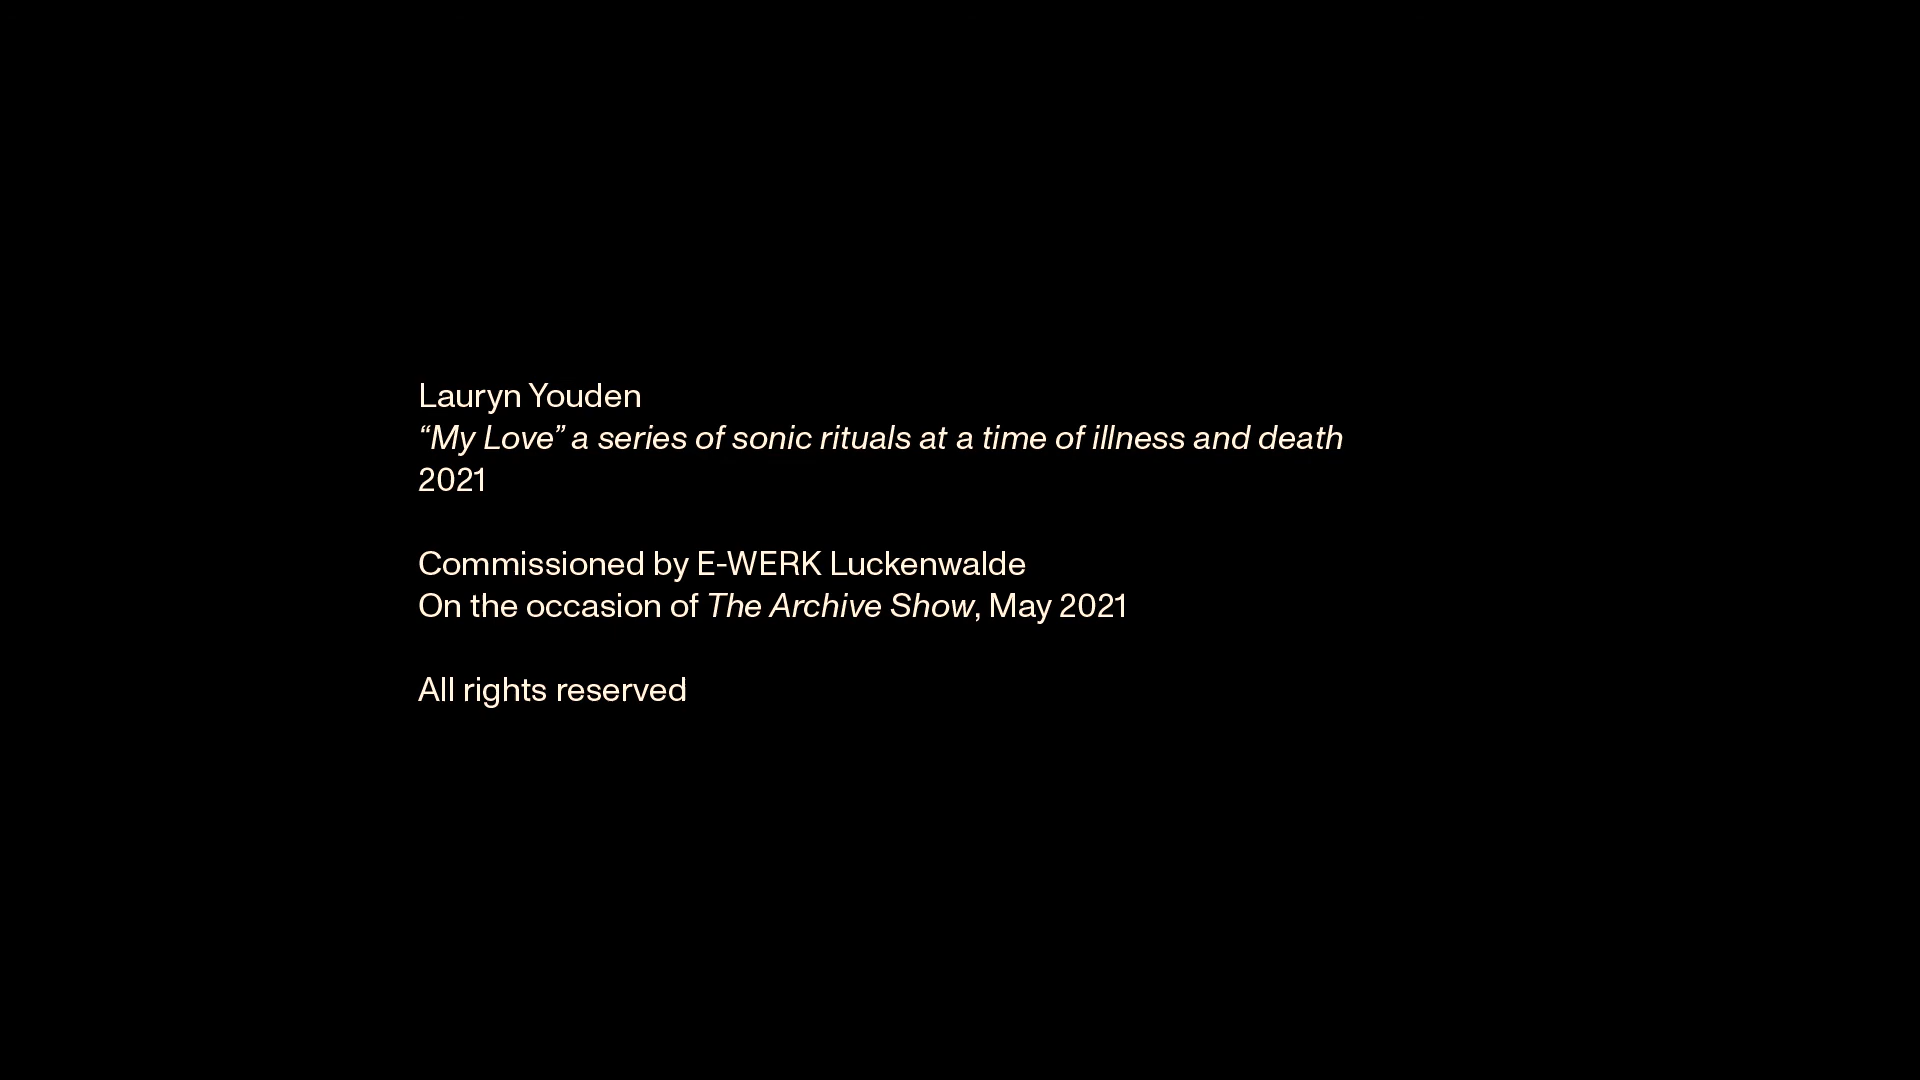 Lauryn Youden
“My Love” a series of sonic rituals at a time of illness and death
2021
Commissioned by E-WERK Luckenwalde
On the occasion of The Archive Show, May 2021
All rights reserved